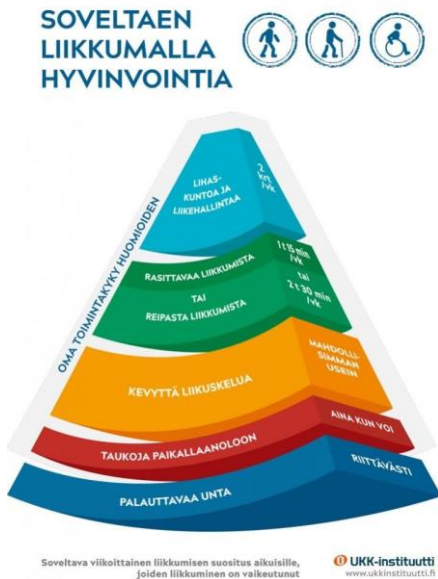 SOVELTAEN
LIIKKUMALLA
HYVINVOINTIA
OMA TOIMINTAKYKY HUOMIOIDEN
LIHAS-
KUNTOA JA
LIIKEHALLINTAA
2
krt
/vk
RASITTAVAA LIIKKUMISTA
1 t 15 min
/vk
TAI
tai
REIPASTA LIIKKUMISTA
2 t 30 min
/vk
KEVYTTÄ LIIKUSKELUA
MAHDOLLI-
SIMMAN
USEIN
TAUKOJA PAIKALLAANOLOON
AINA KUN VOI
PALAUTTAVAA UNTA
RIITTÄVÄSTI
Soveltava viikoittainen liikkumisen suositus aikuisille,
joiden liikkuminen on vaikeutunut
UKK-instituutti
www.ukkinstituutti.fi